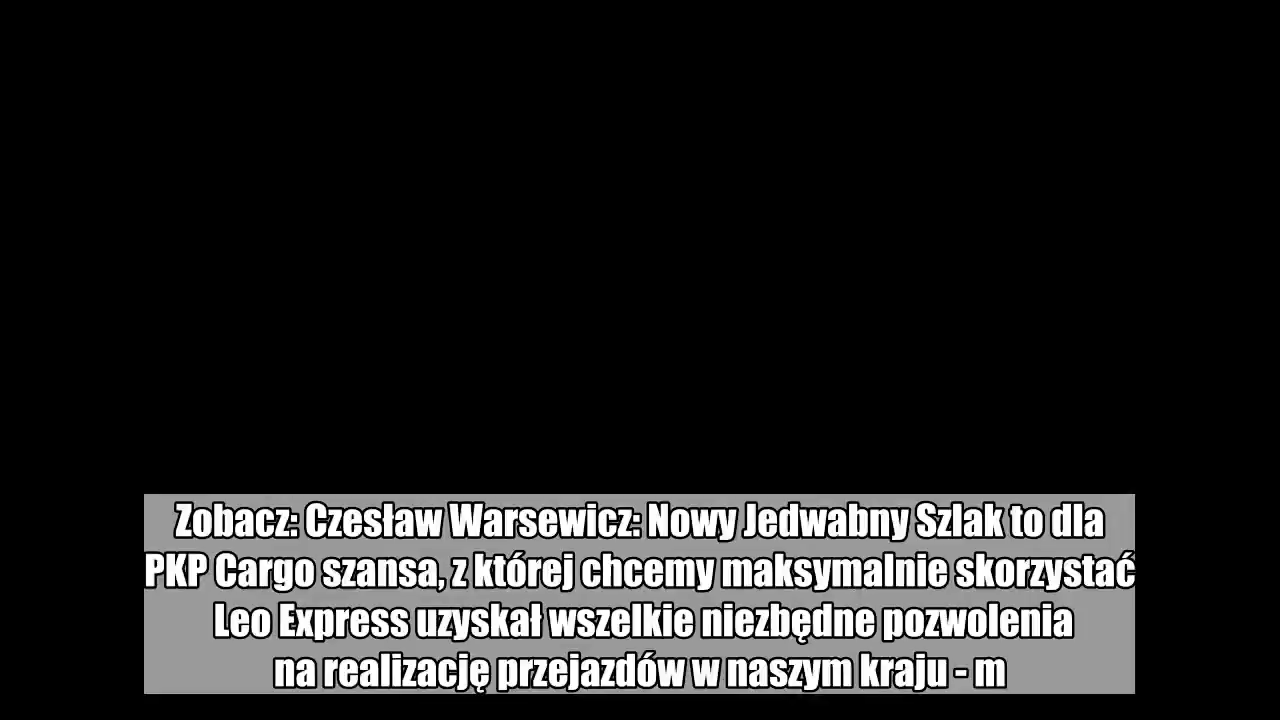 Zobacz: Czesław Warsewicz: Nowy Jedwabny Szlak to dla
PKP Cargo szansa, z której chcemy maksymalnie skorzystać
Leo Express uzyskał wszelkie niezbędne pozwolenia
na realizację przejazdów w naszym kraju - m